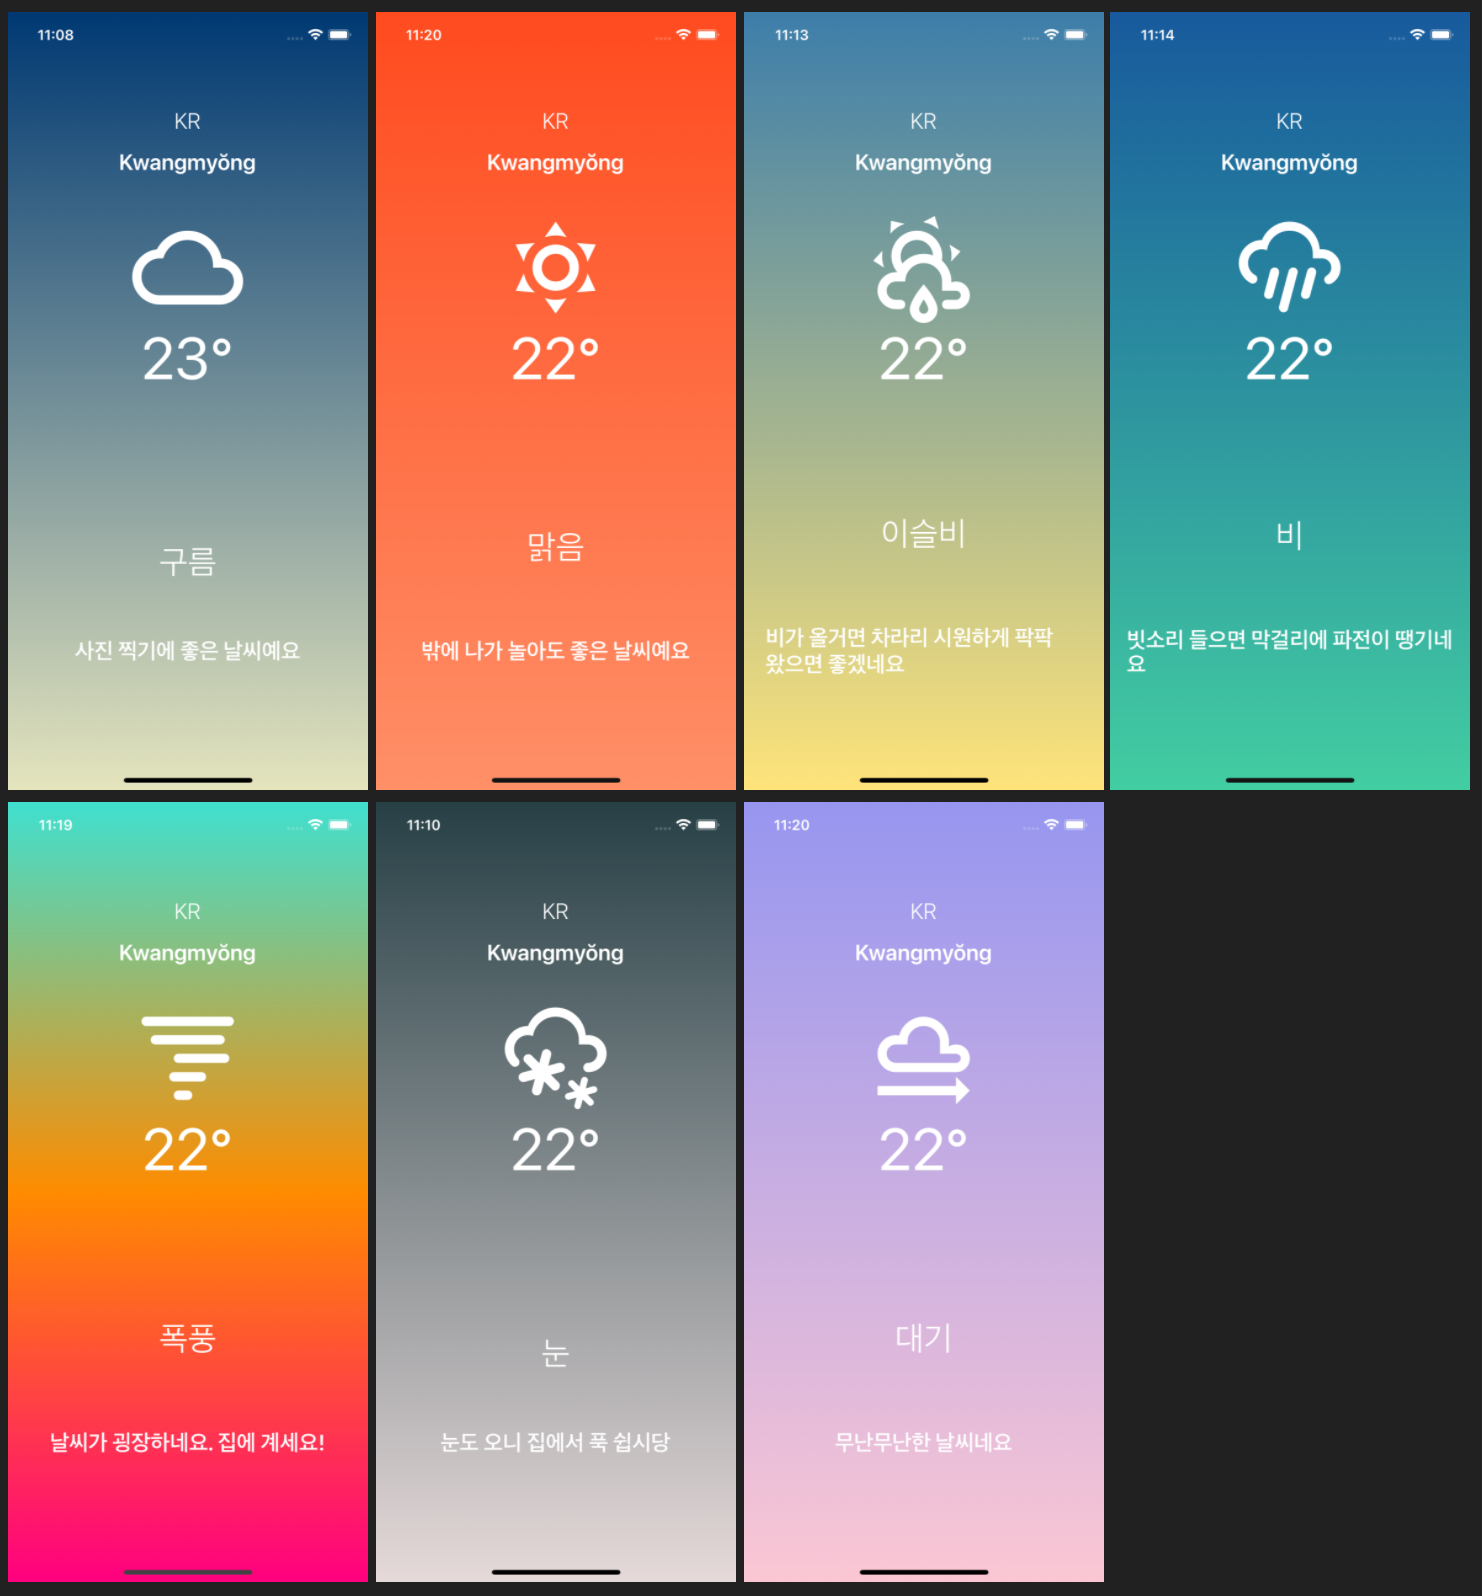 11:08
KR
Kwangmyŏng
23°
구름
사진 찍기에 좋은 날씨예요
11:20
KR
Kwangmyŏng
22°
맑음
밖에 나가 놀아도 좋은 날씨예요
11:13
KR
Kwangmyŏng
22°
이슬비
비가 올거면 차라리 시원하게 팍팍
왔으면 좋겠네요
11:14
KR
Kwangmyŏng
22°
비
빗소리 들으면 막걸리에 파전이 땡기네
요
11:19
KR
Kwangmyŏng
22°
폭풍
날씨가 굉장하네요. 집에 계세요!
11:10
KR
Kwangmyŏng
22°
눈
눈도 오니 집에서 푹 쉽시당
11:20
KR
Kwangmyŏng
22°
대기
무난무난한 날씨네요